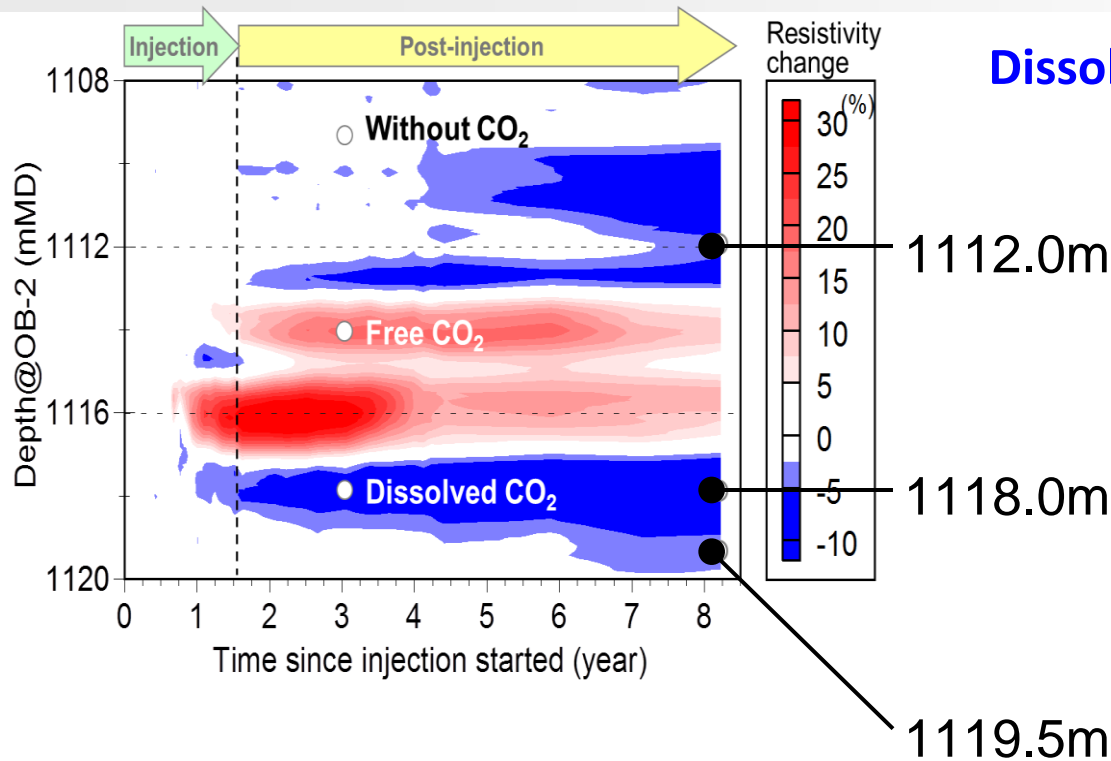 Injection
Post-injection
Resistivity
change
(%)
Dissol
1108
1112
1116
1120
Depth@OB-2 (mMD)
Without CO₂
Free CO₂
Dissolved CO₂
30
25
20
15
10
5
0
-5
-10
1112.0m
1118.0m
1119.5m
0 1 2 3 4 5 6 7 8
Time since injection started (year)